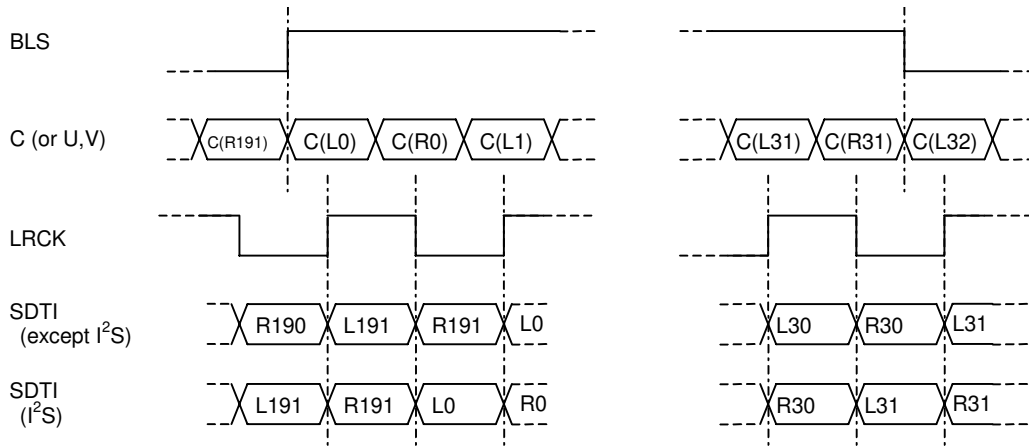 BLS
C (or U,V)
C(R191) C(L0) C(R0) C(L1) C(L31) C(R31) C(L32)
LRCK
SDTI
(except I²S)
R190 L191 R191 L0 L30 R30 L31
SDTI
(I²S)
L191 R191 L0 R0 R30 L31 R31